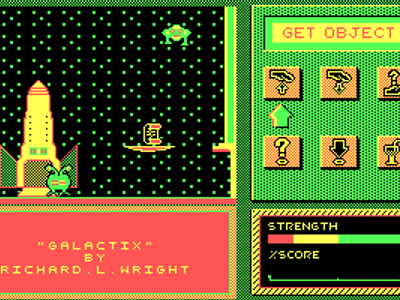 GET OBJECT
"GALACTIX"
BY
RICHARD.L.WRIGHT
STRENGTH
%SCORE